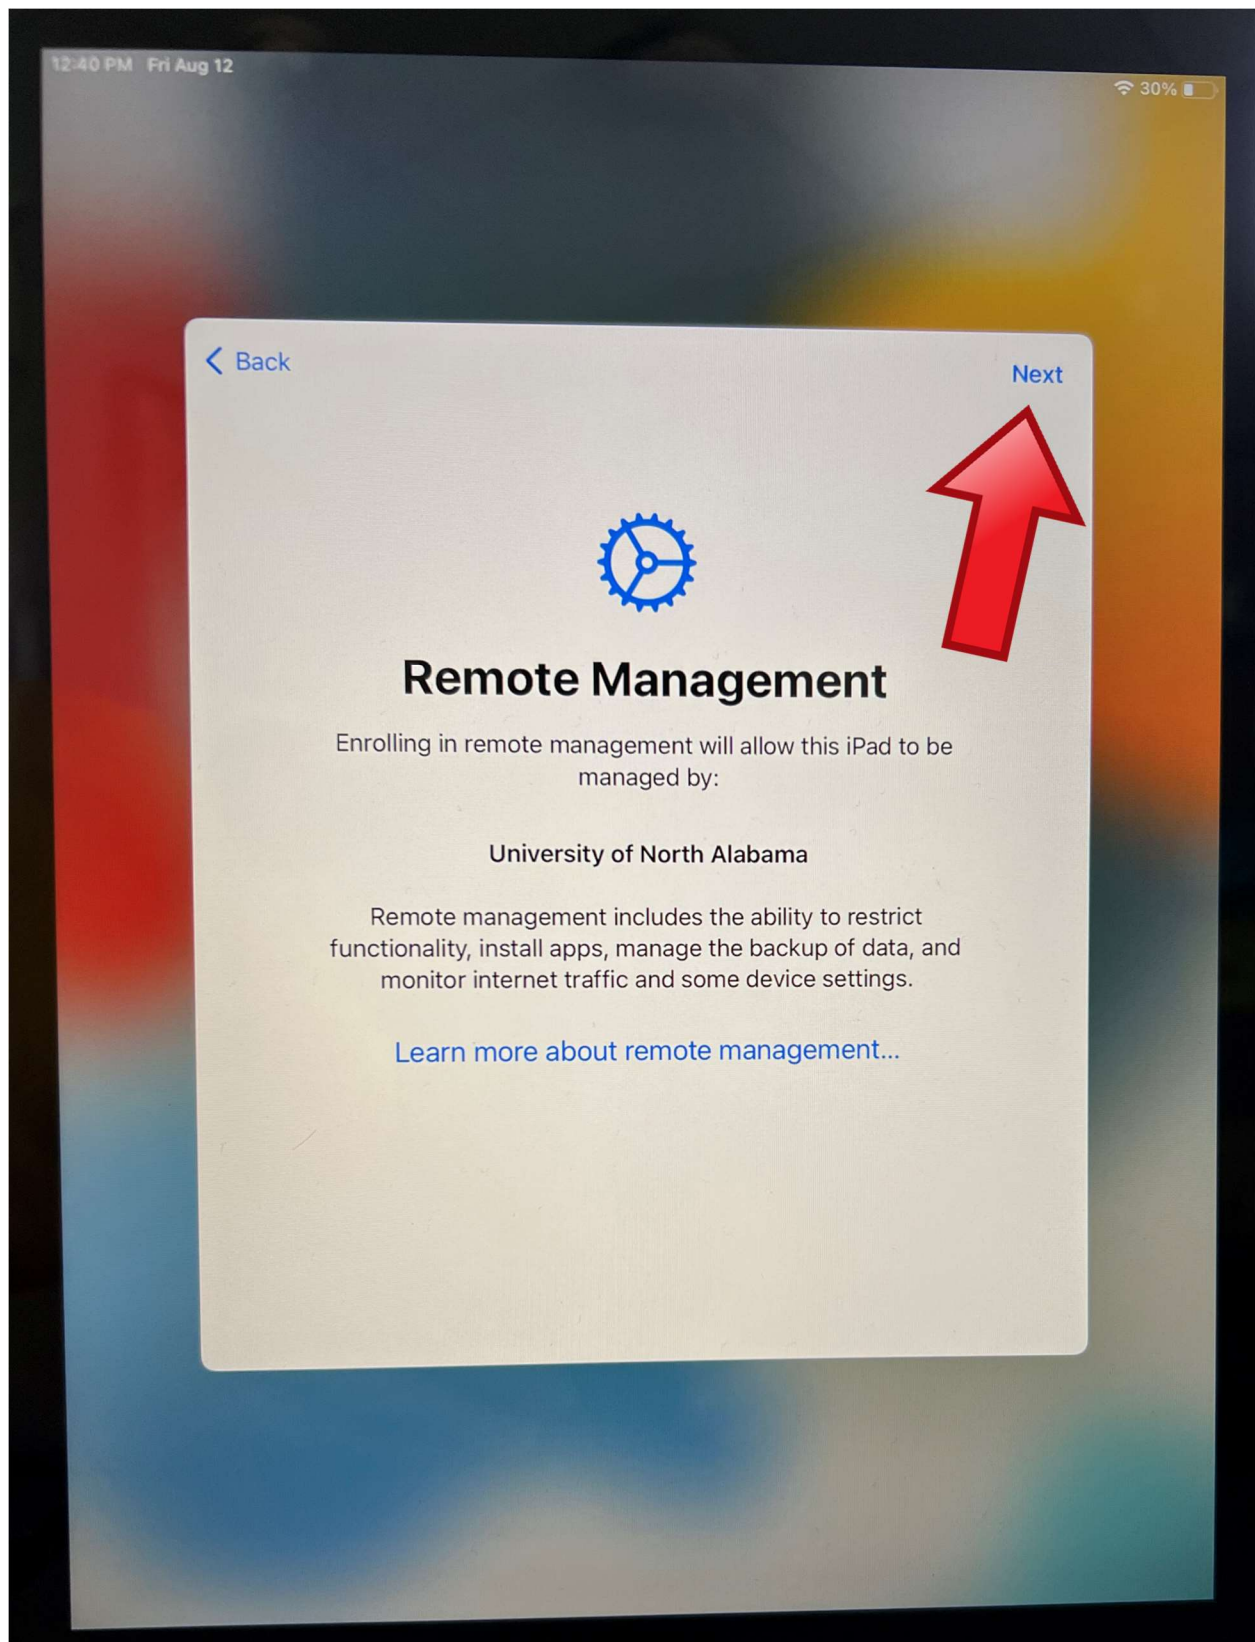 12:40 PM Fri Aug 12
30%
Back
Next
Remote Management
Enrolling in remote management will allow this iPad to be
managed by:
University of North Alabama
Remote management includes the ability to restrict
functionality, install apps, manage the backup of data, and
monitor internet traffic and some device settings.
Learn more about remote management...